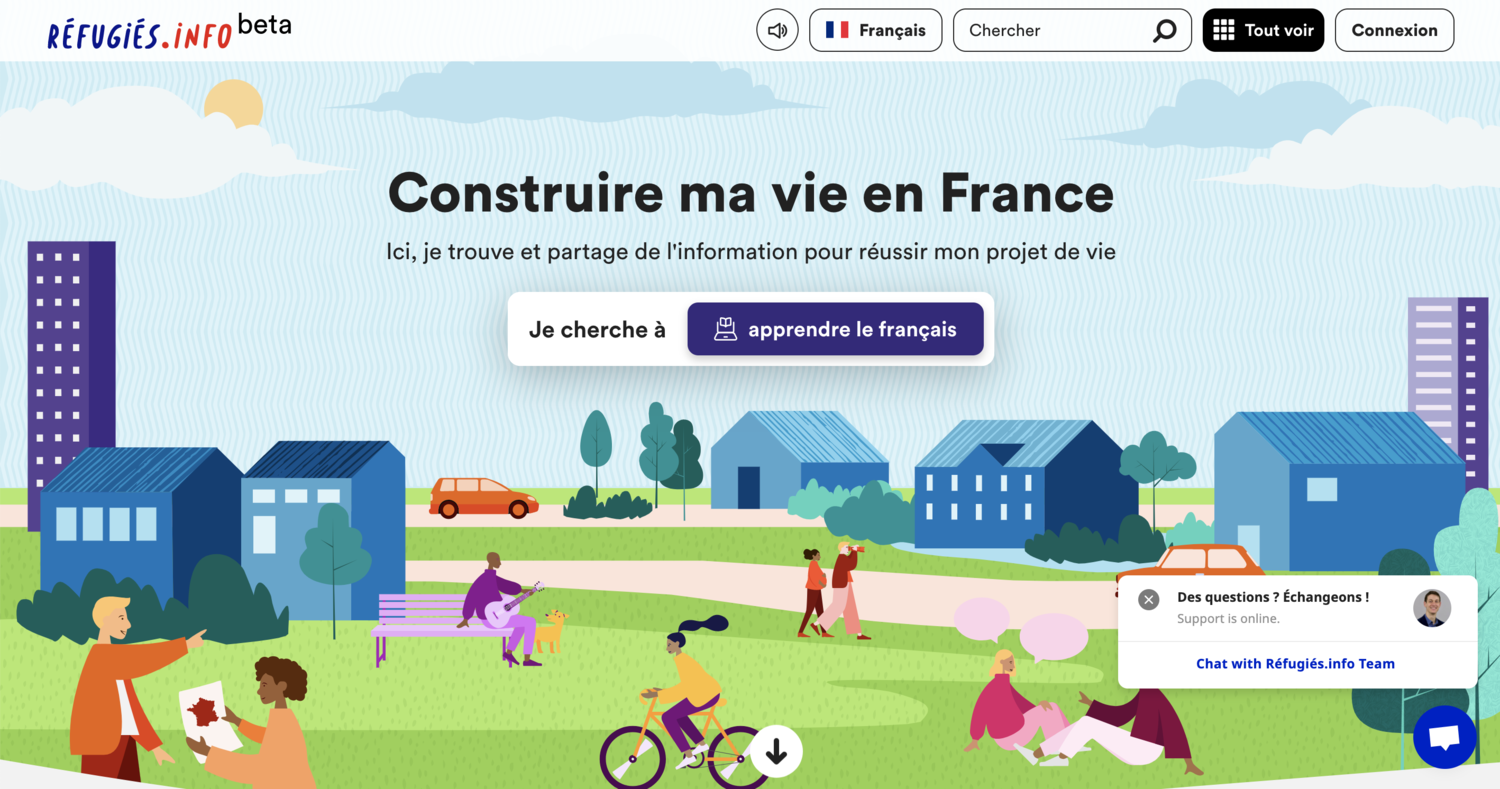 RÉFUGIÉS.INFO beta
Français
Chercher
Tout voir
Connexion
Construire ma vie en France
Ici, je trouve et partage de l'information pour réussir mon projet de vie
Je cherche à
apprendre le français
Des questions ? Échangeons !
Support is online.
Chat with Réfugiés.info Team